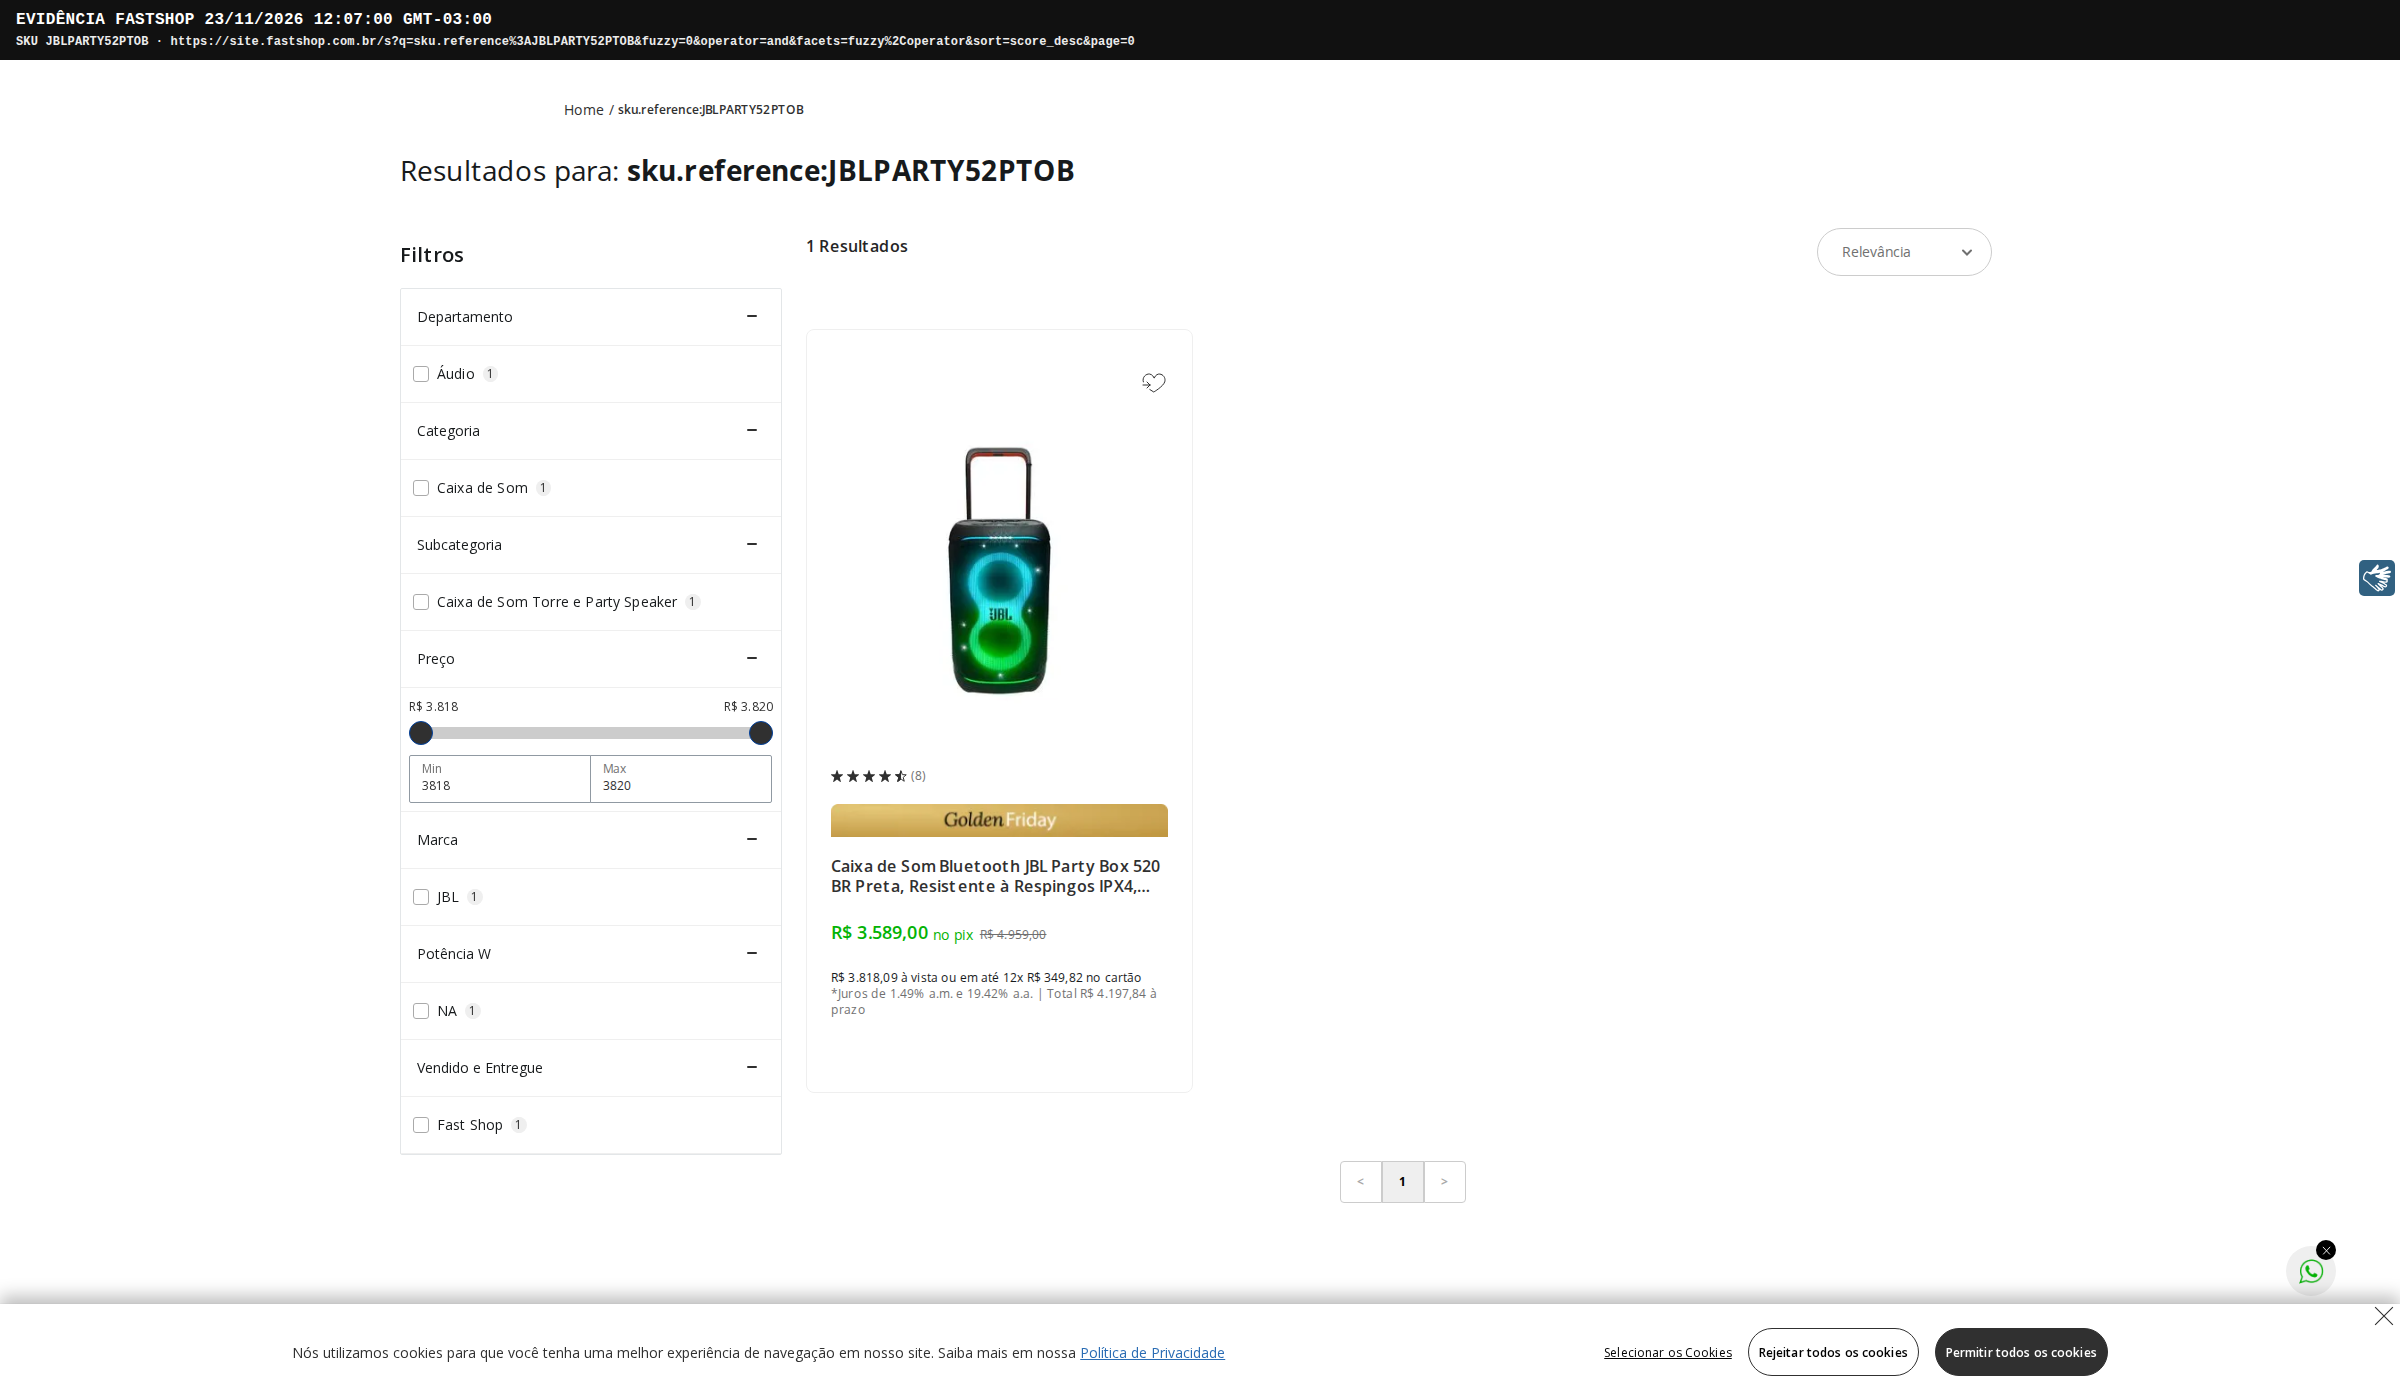 EVIDÊNCIA FASTSHOP 23/11/2026 12:07:00 GMT-03:00
SKU JBLPARTY52PTOB · https://site.fastshop.com.br/s?q=sku.reference%3AJBLPARTY52PTOB&fuzzy=0&operator=and&facets=fuzzy%2Coperator&sort=score_desc&page=0
Home / sku.reference:JBLPARTY52PTOB
Resultados para: sku.reference:JBLPARTY52PTOB
Filtros
1 Resultados
Relevância
Departamento
Áudio 1
Categoria
Caixa de Som 1
Subcategoria
Caixa de Som Torre e Party Speaker 1
Preço
R$ 3.818 R$ 3.820
Min Max
3818 3820
Marca
JBL 1
Potência W
NA 1
Vendido e Entregue
Fast Shop 1
JBL
(8)
Golden Friday
Caixa de Som Bluetooth JBL Party Box 520
BR Preta, Resistente à Respingos IPX4,...
R$ 3.589,00 no pix R$ 4.959,00
R$ 3.818,09 à vista ou em até 12x R$ 349,82 no cartão
*Juros de 1.49% a.m. e 19.42% a.a. | Total R$ 4.197,84 à
prazo
< 1 >
Nós utilizamos cookies para que você tenha uma melhor experiência de navegação em nosso site. Saiba mais em nossa Política de Privacidade
Selecionar os Cookies
Rejeitar todos os cookies
Permitir todos os cookies